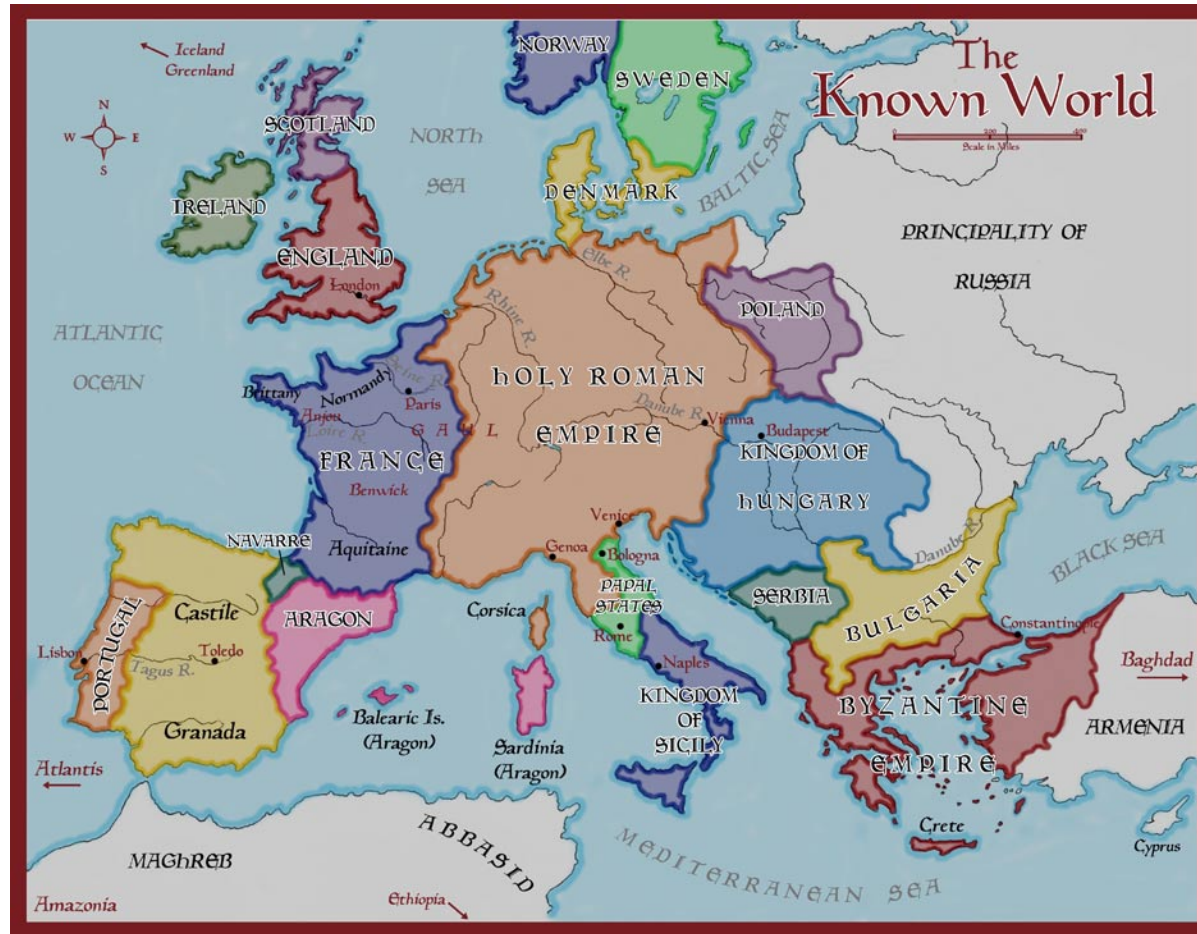 The
Known World
200
400
Scale in Miles
Iceland
Greenland
N
W
E
S
NORWAY
SWEDEN
SCOTLAND
NORTH
SEA
BALTIC SEA
DENMARK
IRELAND
ENGLAND
London
PRINCIPALITY OF
RUSSIA
Elbe R.
Rhine R.
POLAND
ATLANTIC
OCEAN
HOLY ROMAN
EMPIRE
Brittany
Normandy
Seine R.
Paris
Anjou
Loire R.
GAUL
FRANCE
Benwick
Aquitaine
Danube R.
Vienna
Budapest
KINGDOM OF
HUNGARY
Venice
Genoa
Bologna
PAPAL
STATES
Rome
NAVARRE
Castile
ARAGON
PORTUGAL
Lisbon
Toledo
Tagus R.
Granada
Corsica
Naples
KINGDOM
OF
SICILY
Balearic Is.
(Aragon)
Sardinia
(Aragon)
SERBIA
BULGARIA
Danube R.
BLACK SEA
Constantinople
Baghdad
BYZANTINE
EMPIRE
ARMENIA
Crete
Cyprus
Atlantis
MAGHREB
ABBASID
MEDITERRANEAN SEA
Amazonia
Ethiopia